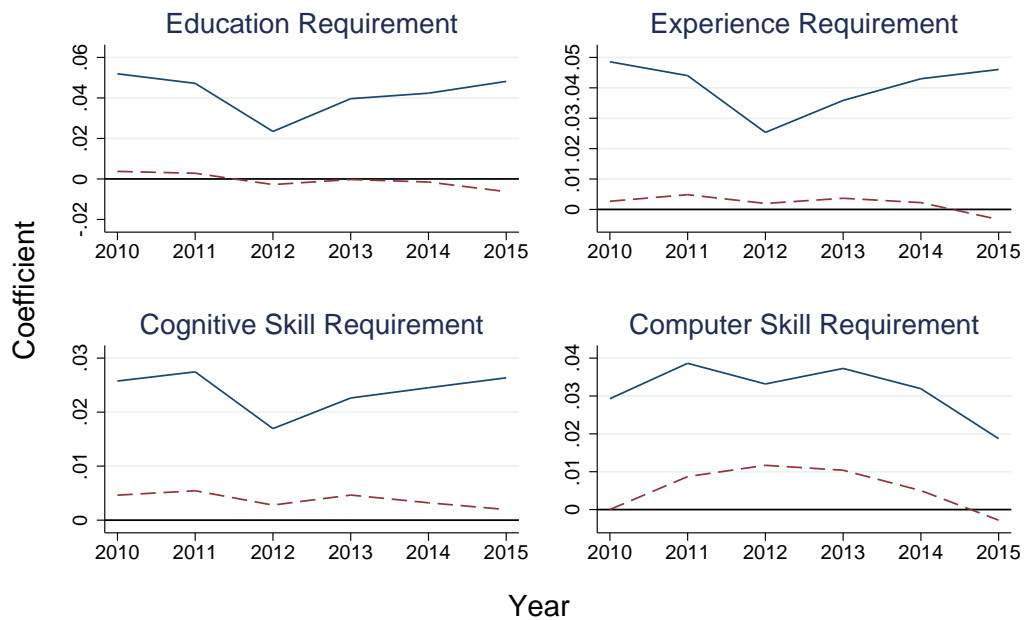 Education Requirement
.06
.04
.02
0
-.02
2010 2011 2012 2013 2014 2015
Experience Requirement
.05
.04
.03
.02
.01
0
2010 2011 2012 2013 2014 2015
Coefficient
Cognitive Skill Requirement
.03
.02
.01
0
2010 2011 2012 2013 2014 2015
Computer Skill Requirement
.04
.03
.02
.01
0
2010 2011 2012 2013 2014 2015
Year